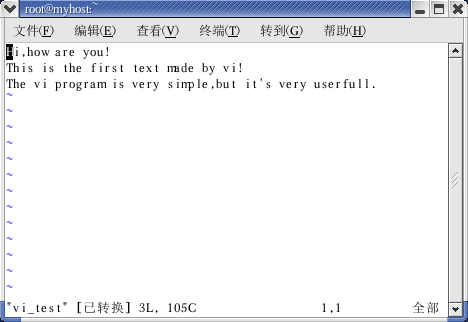 root@myhost:~
文件(F) 编辑(E) 查看(V) 终端(T) 转到(G) 帮助(H)
Hi,how are you!
This is the first text made by vi!
The vi program is very simple,but it's very userfull.
~
~
~
~
~
~
~
~
~
~
~
~
~
"vi_test" [已转换] 3L, 105C 1,1 全部